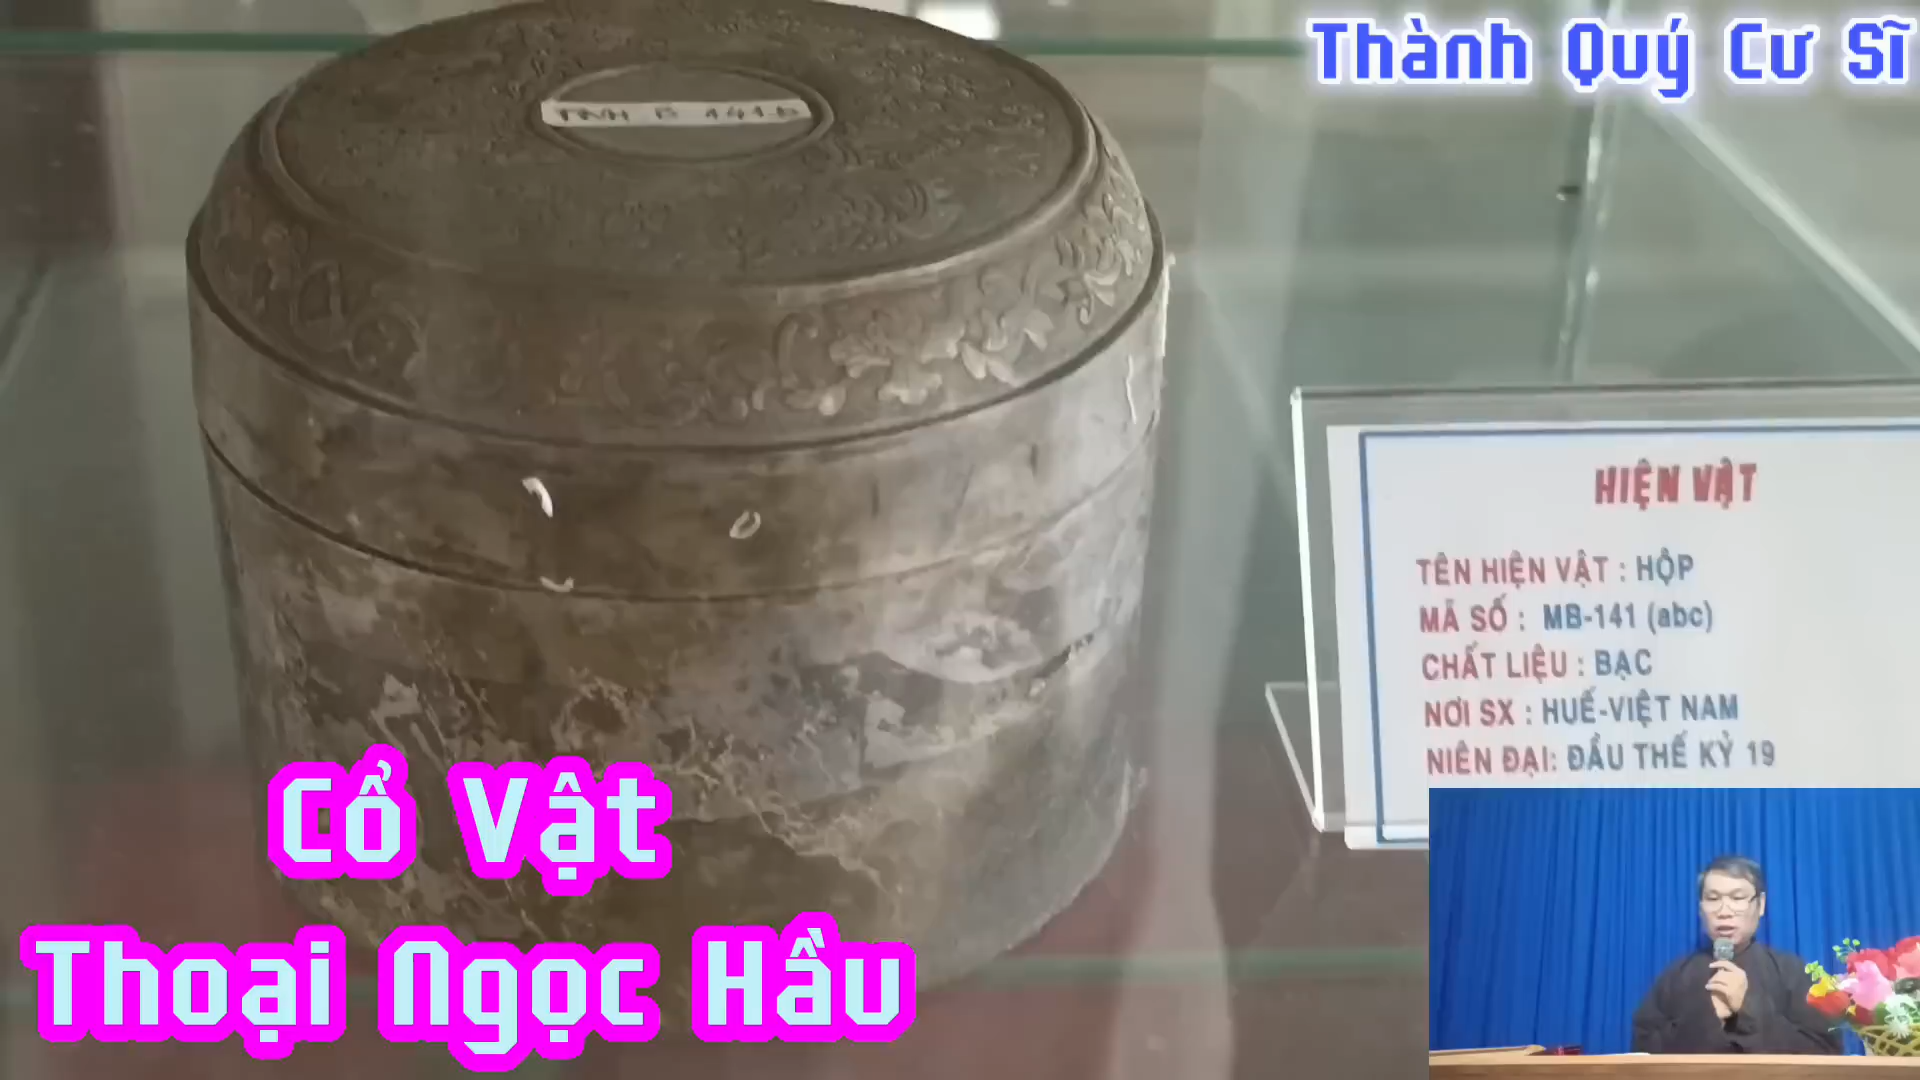 Thành Quý Cư Sĩ
HIỆN VẬT
TÊN HIỆN VẬT : HỘP
MÃ SỐ : MB-141 (abc)
CHẤT LIỆU : BẠC
NƠI SX : HUẾ-VIỆT NAM
NIÊN ĐẠI: ĐẦU THẾ KỶ 19
Cổ Vật
Thoại Ngọc Hầu